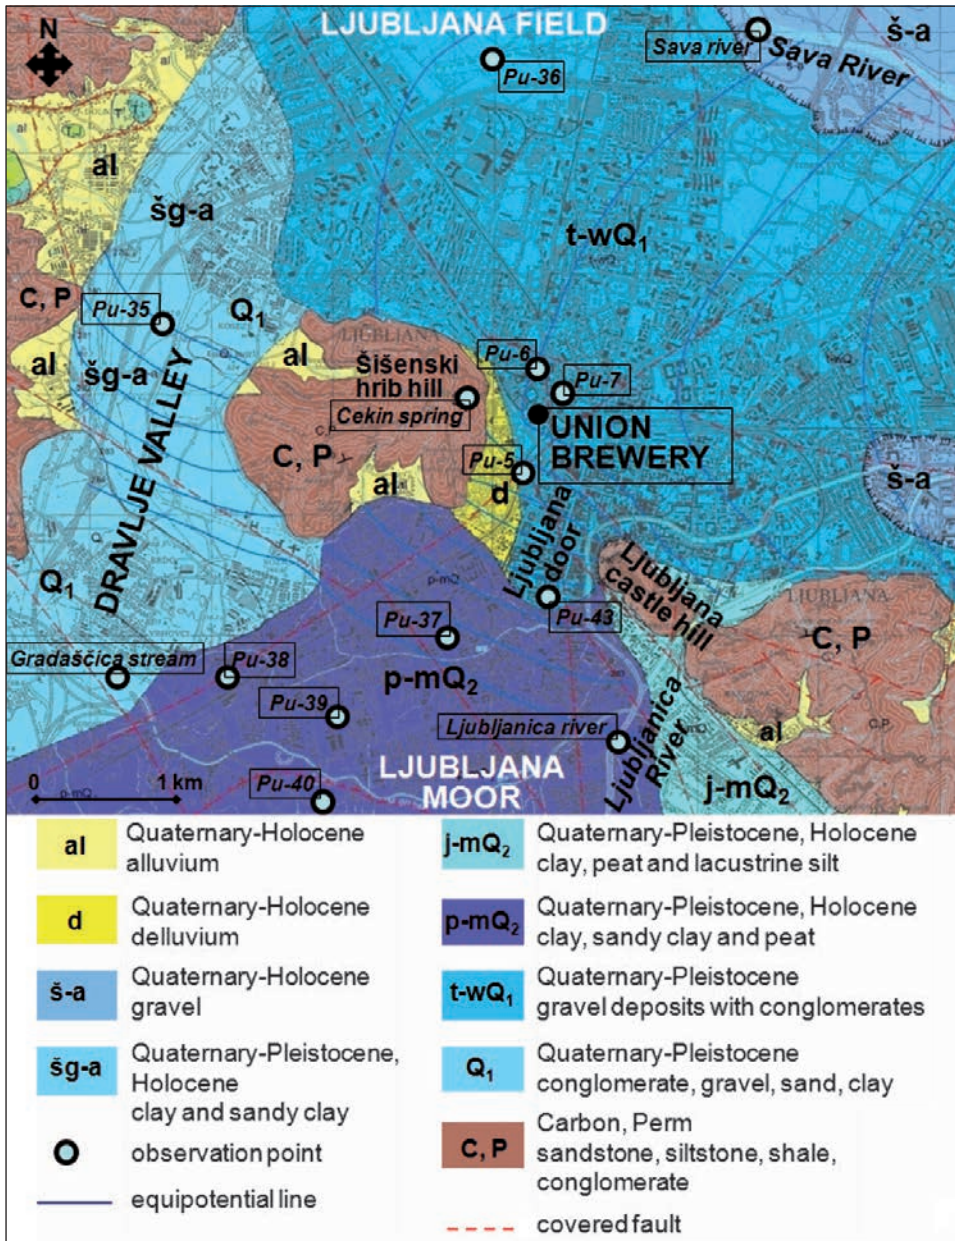 N
LJUBLJANA FIELD
Sava river
Sava River
š-a
Pu-36
al
šg-a
t-wQ1
C, P
Pu-35
Q1
al
al
šg-a
LJUBLJANA
Šišenski
hrib hill
Cekin spring
Pu-6
Pu-7
UNION
BREWERY
C, P
Pu-5
al
d
š-a
DRAVLJE VALLEY
Ljubljana
door
Ljubljana
castle hill
LJUBLJANA
Q1
p-mQ
Pu-37
Pu-43
C, P
Gradaščica stream
Pu-38
p-mQ2
Pu-39
Ljubljanica river
Ljubljanica
River
al
0 1 km
Pu-40
LJUBLJANA
MOOR
j-mQ2
al Quaternary-Holocene
alluvium
d Quaternary-Holocene
delluvium
š-a Quaternary-Holocene
gravel
šg-a Quaternary-Pleistocene,
Holocene
clay and sandy clay
observation point
equipotential line
j-mQ2 Quaternary-Pleistocene, Holocene
clay, peat and lacustrine silt
p-mQ2 Quaternary-Pleistocene, Holocene
clay, sandy clay and peat
t-wQ1 Quaternary-Pleistocene
gravel deposits with conglomerates
Q1 Quaternary-Pleistocene
conglomerate, gravel, sand, clay
C, P Carbon, Perm
sandstone, siltstone, shale,
conglomerate
covered fault